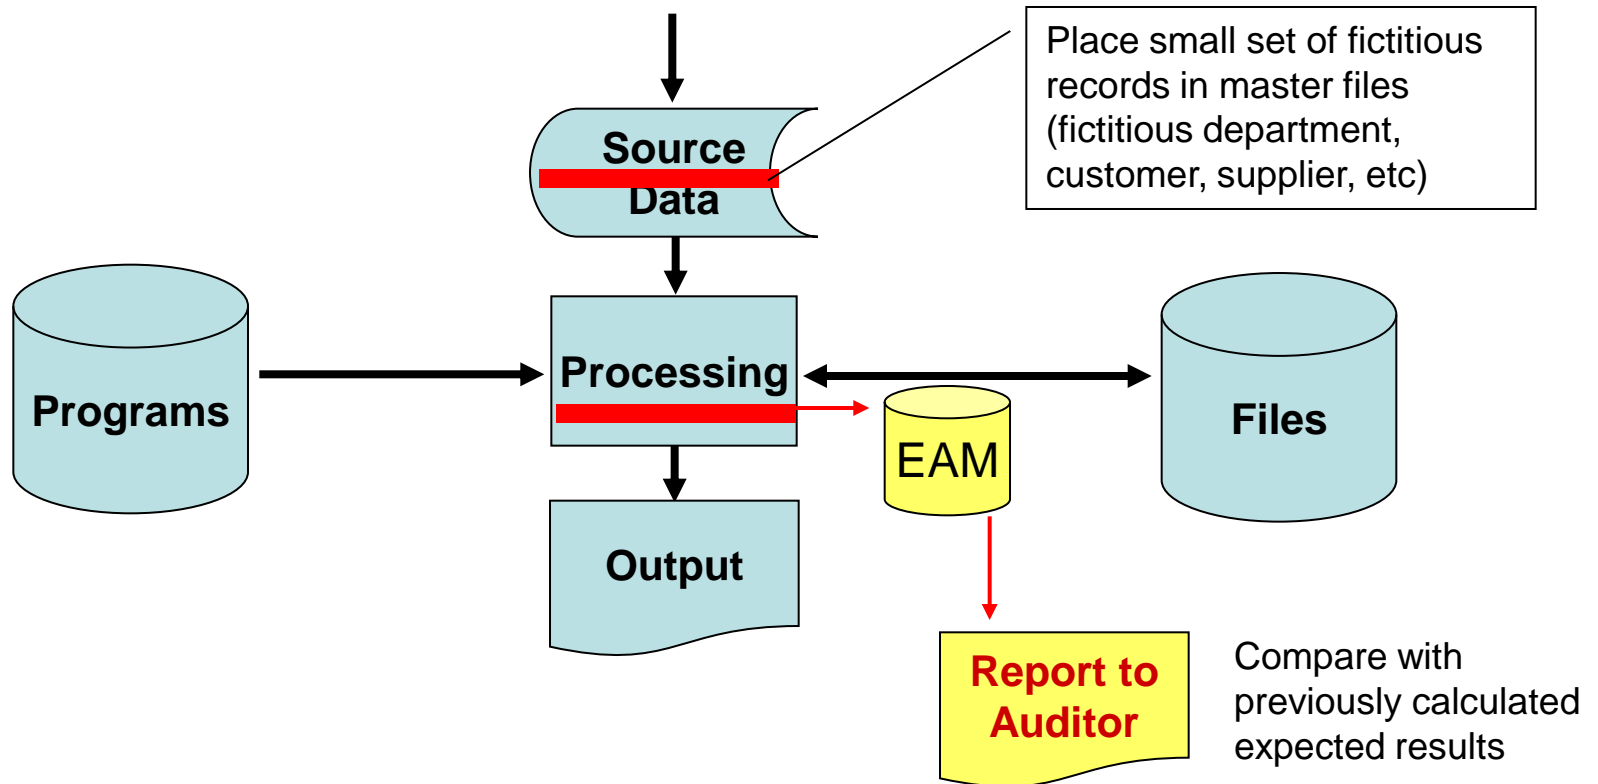 Place small set of fictitious
records in master files
(fictitious department,
customer, supplier, etc)
Source
Data
Programs
Processing
EAM
Files
Output
Report to
Auditor
Compare with
previously calculated
expected results